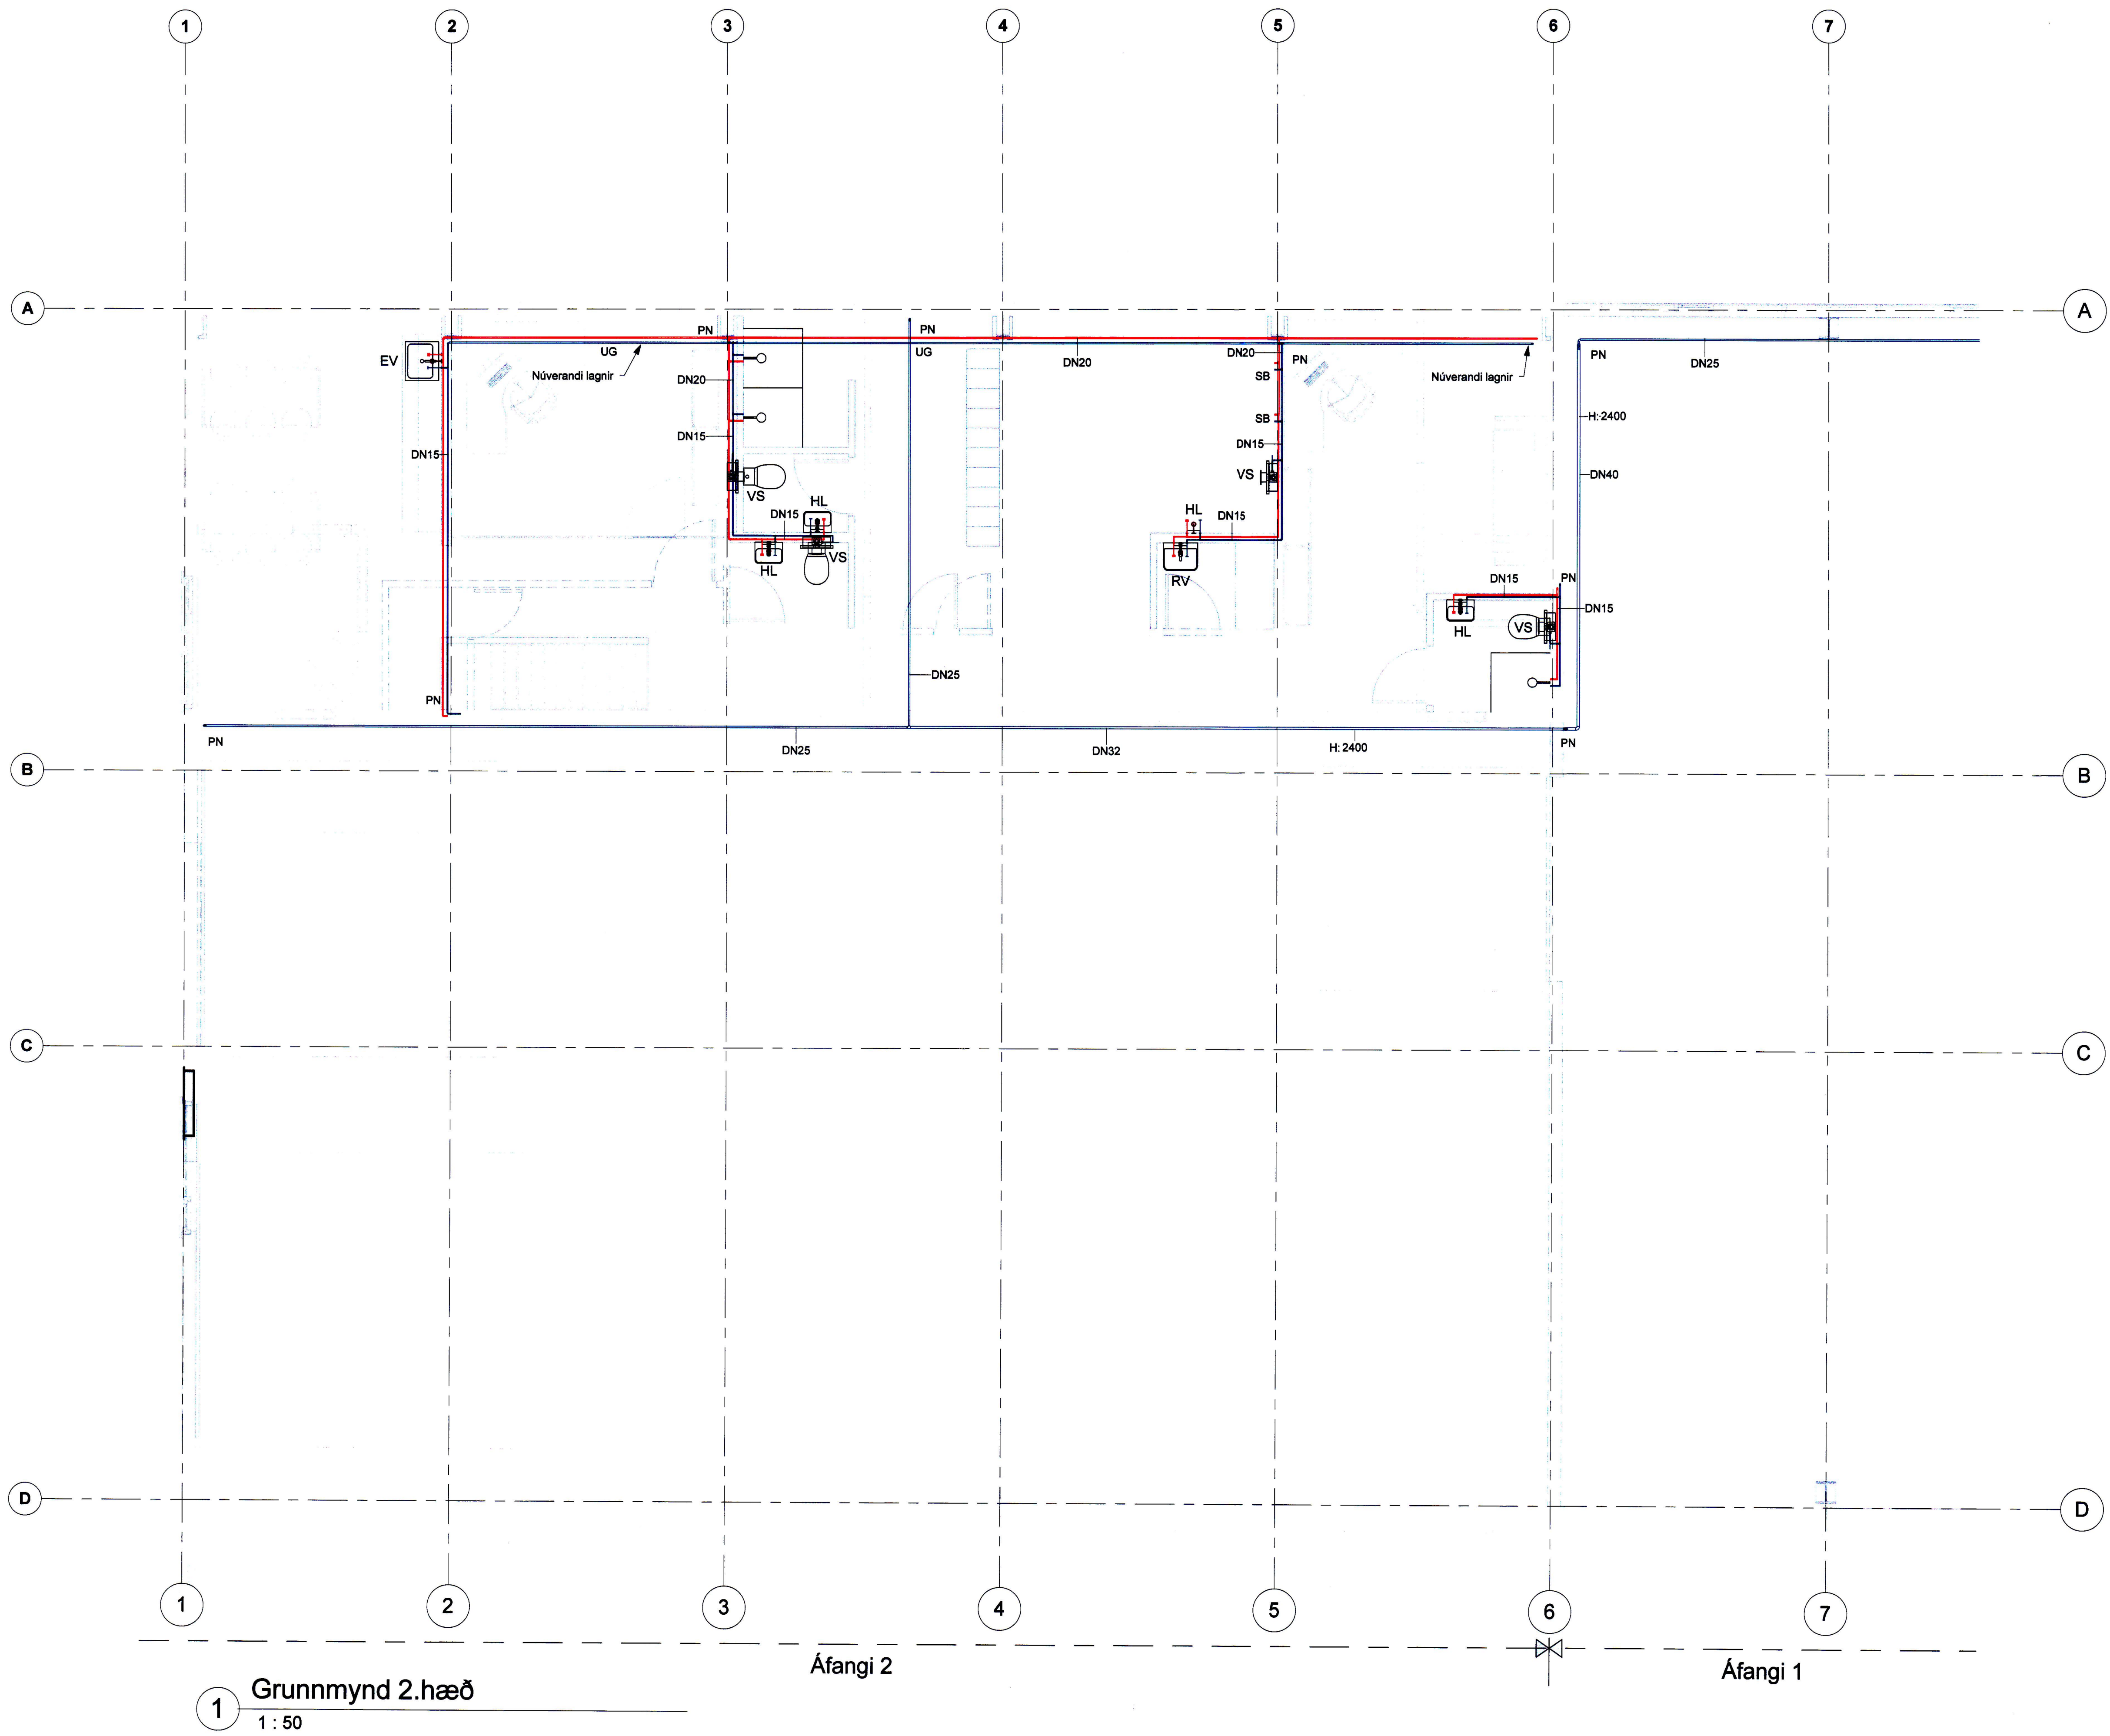 1 2 3 4 5 6 7
A A
PN PN
UG UG DN20 DN20 PN PN
EV Núverandi lagnir Núverandi lagnir DN25
DN20 SB
SB H: 2400
DN15 DN15
DN15
VS VS DN40
HL HL
DN15 DN15
HL VS RV
DN15 PN
DN15
HL VS
DN25
PN
PN DN25 DN32 H: 2400 PN
B B
C C
D D
1 2 3 4 5 6 7
Áfangi 2 Áfangi 1
1 Grunnmynd 2.hæð
1 : 50